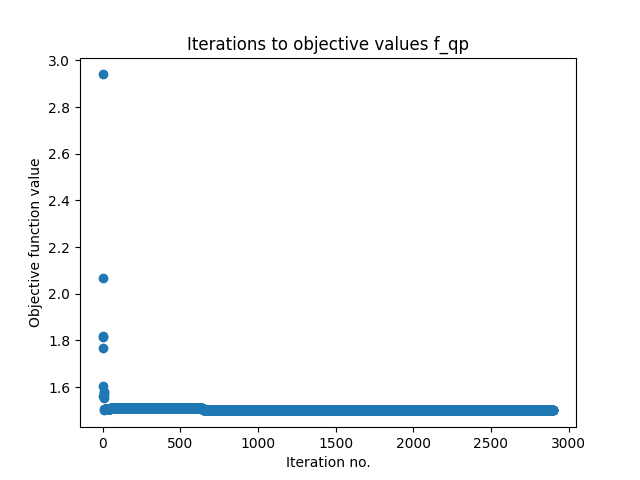 Iterations to objective values f_qp
3.0
2.8
2.6
2.4
2.2
2.0
1.8
1.6
Objective function value
0 500 1000 1500 2000 2500 3000
Iteration no.